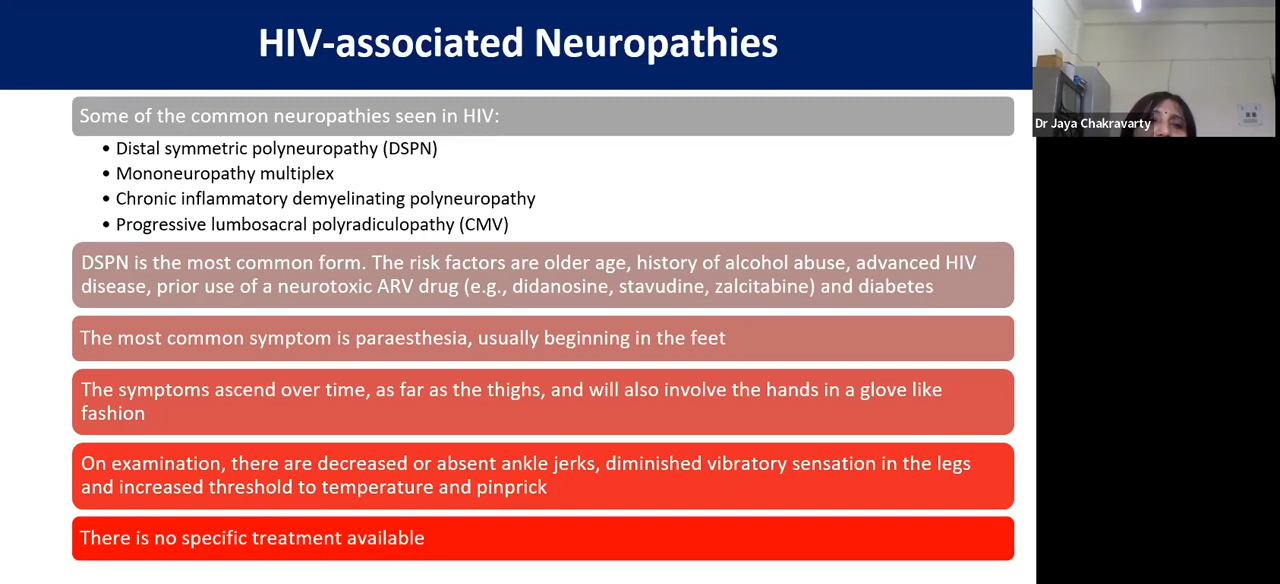 HIV-associated Neuropathies
Dr Jaya Chakravarty
Some of the common neuropathies seen in HIV:
• Distal symmetric polyneuropathy (DSPN)
• Mononeuropathy multiplex
• Chronic inflammatory demyelinating polyneuropathy
• Progressive lumbosacral polyradiculopathy (CMV)
DSPN is the most common form. The risk factors are older age, history of alcohol abuse, advanced HIV
disease, prior use of a neurotoxic ARV drug (e.g., didanosine, stavudine, zalcitabine) and diabetes
The most common symptom is paraesthesia, usually beginning in the feet
The symptoms ascend over time, as far as the thighs, and will also involve the hands in a glove like
fashion
On examination, there are decreased or absent ankle jerks, diminished vibratory sensation in the legs
and increased threshold to temperature and pinprick
There is no specific treatment available